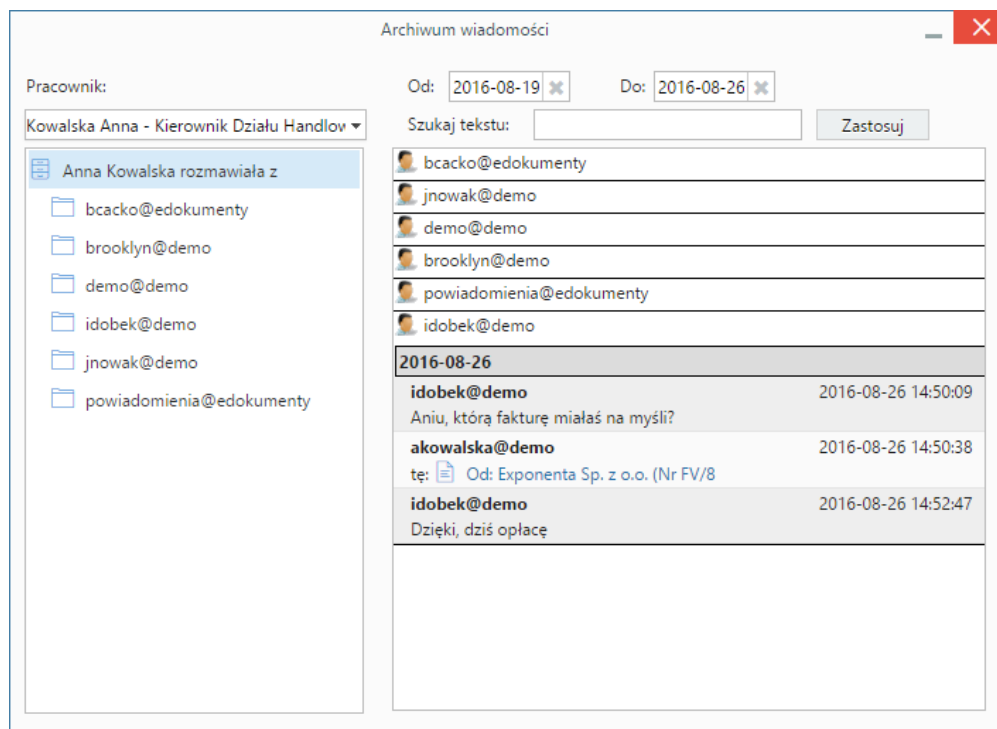 Archiwum wiadomości
Pracownik:
Od: 2016-08-19 Do: 2016-08-26
Kowalska Anna - Kierownik Działu Handlow
Szukaj tekstu: Zastosuj
Anna Kowalska rozmawiała z
bcacko@edokumenty
brooklyn@demo
demo@demo
idobek@demo
jnowak@demo
powiadomienia@edokumenty
bcacko@edokumenty
jnowak@demo
demo@demo
brooklyn@demo
powiadomienia@edokumenty
idobek@demo
2016-08-26
idobek@demo 2016-08-26 14:50:09
Aniu, którą fakturę miałaś na myśli?
akowalska@demo 2016-08-26 14:50:38
tę: Od: Exponenta Sp. z o.o. (Nr FV/8
idobek@demo 2016-08-26 14:52:47
Dzięki, dziś opłacę